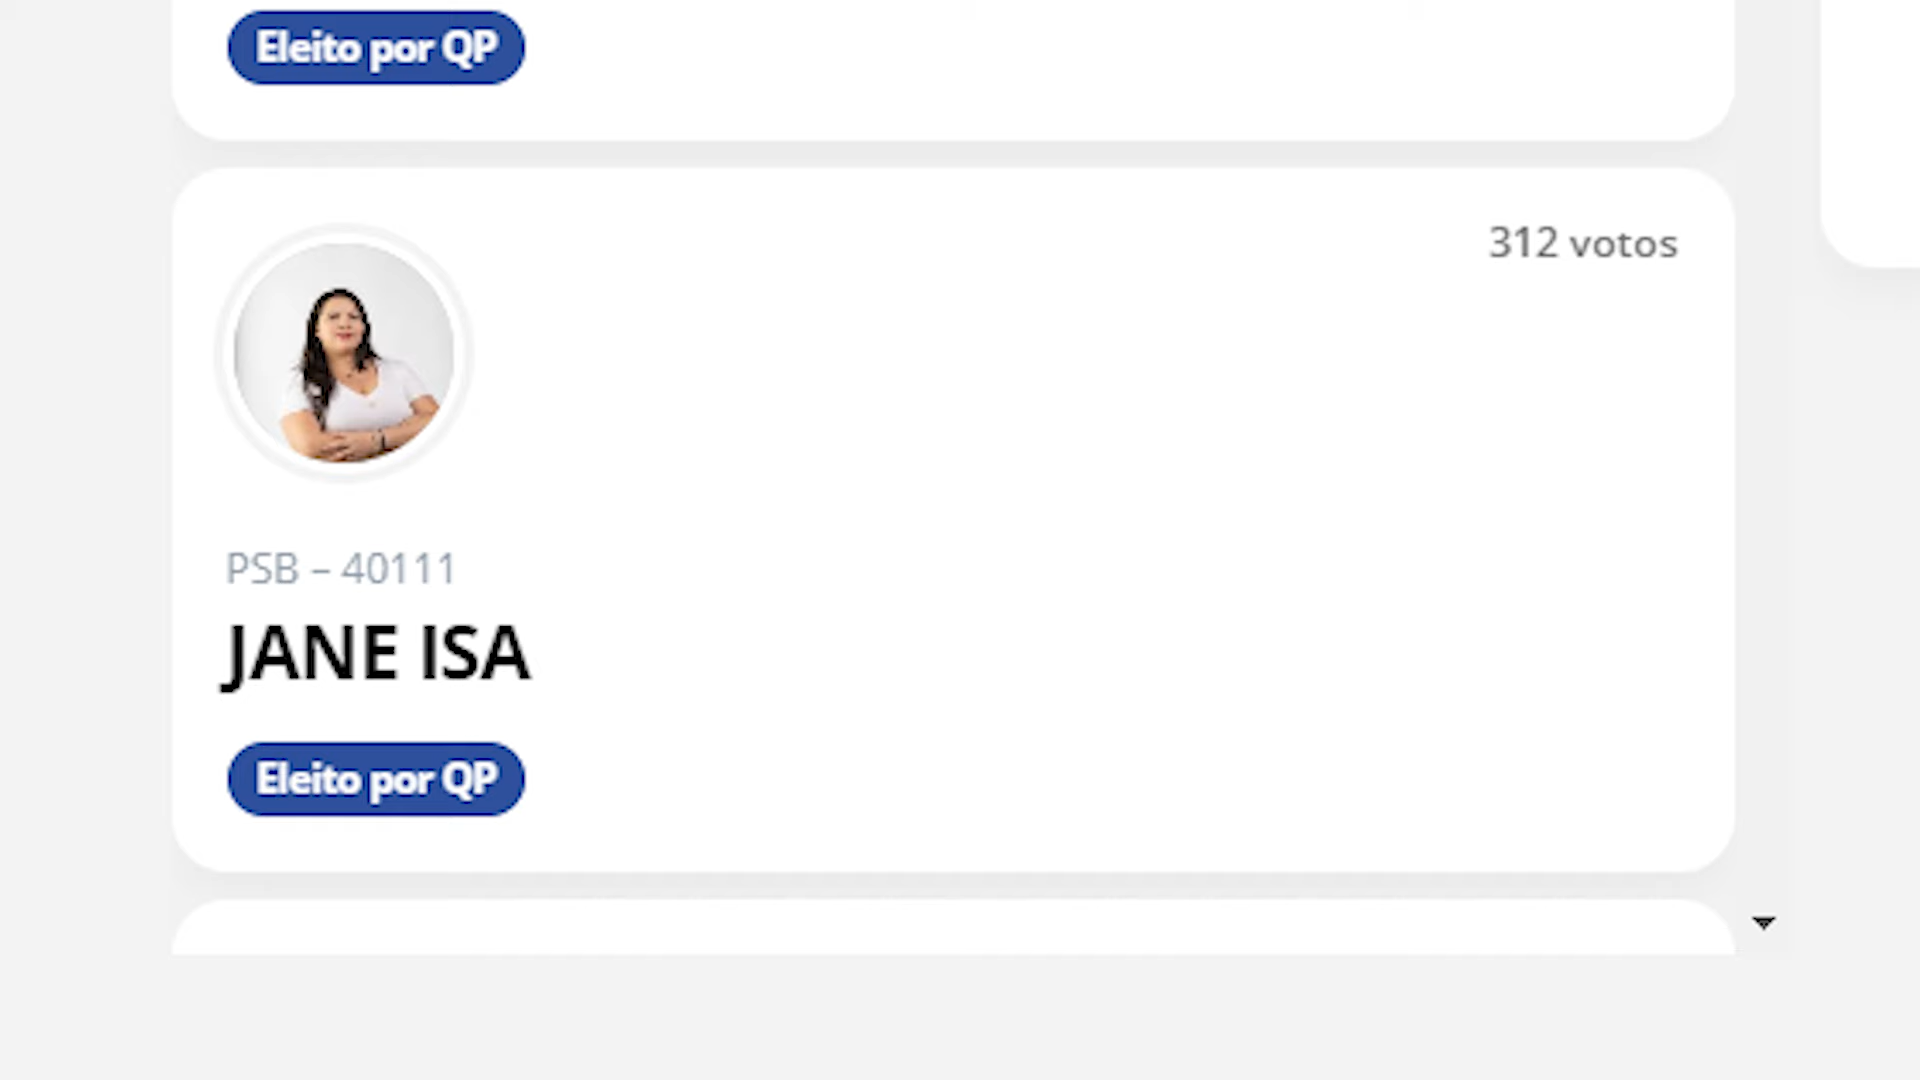 Eleito por QP
312 votos
PSB – 40111
JANE ISA
Eleito por QP